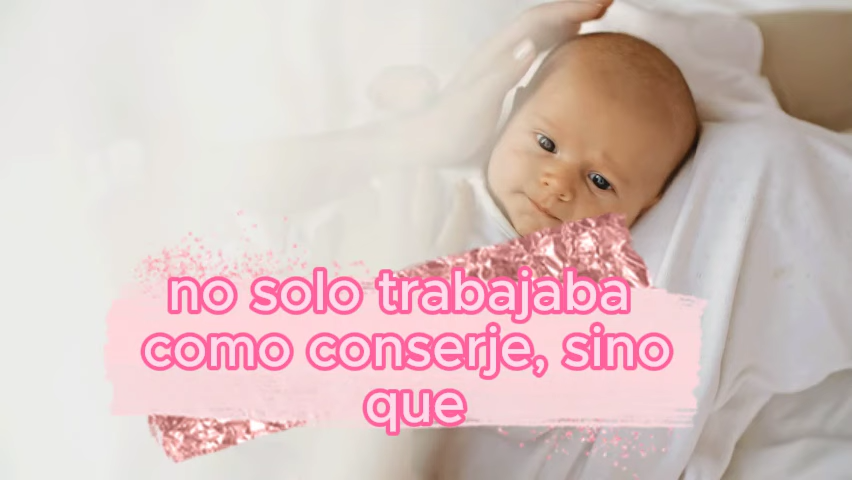 no solo trabajaba
como conserje, sino
que